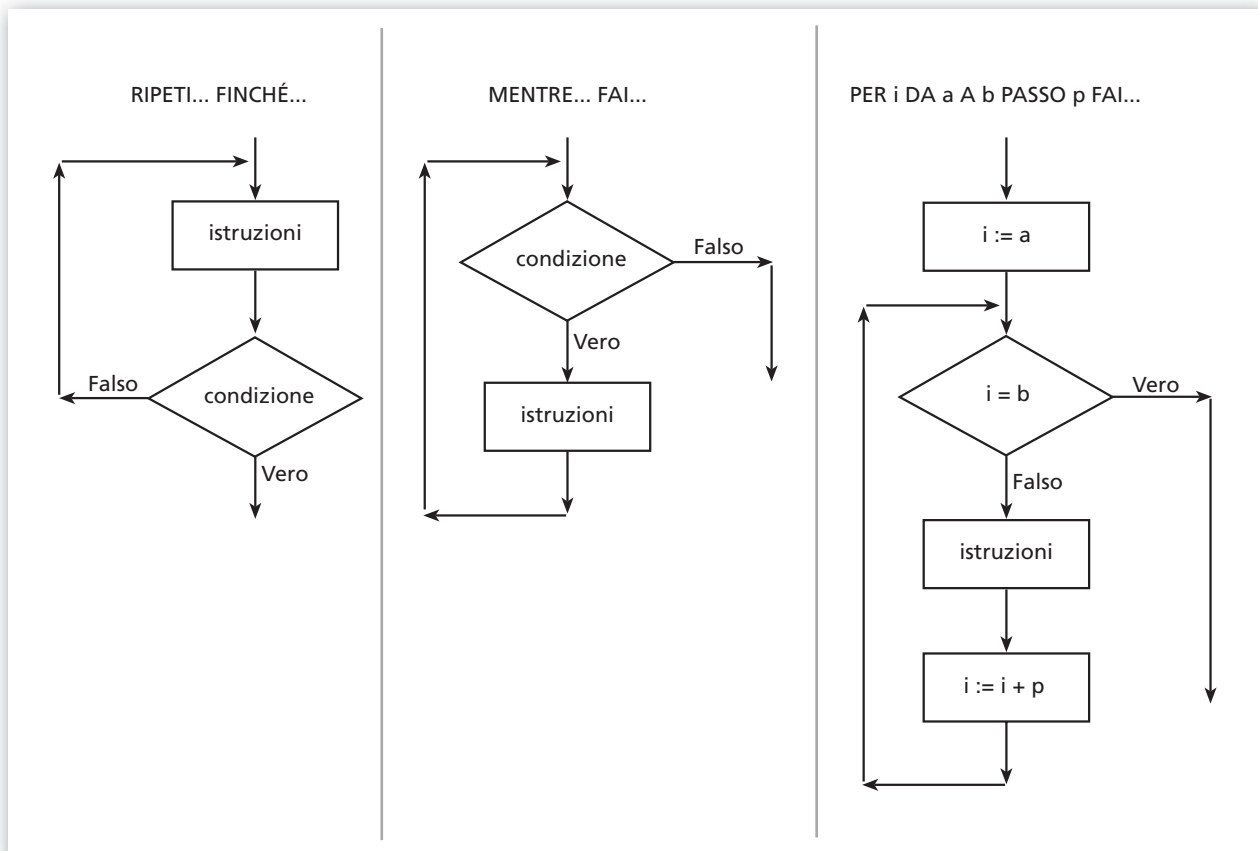 RIPETI... FINCHÉ...
istruzioni
condizione
Falso
Vero
MENTRE... FAI...
condizione
Falso
Vero
istruzioni
PER i DA a A b PASSO p FAI...
i := a
i = b
Vero
Falso
istruzioni
i := i + p